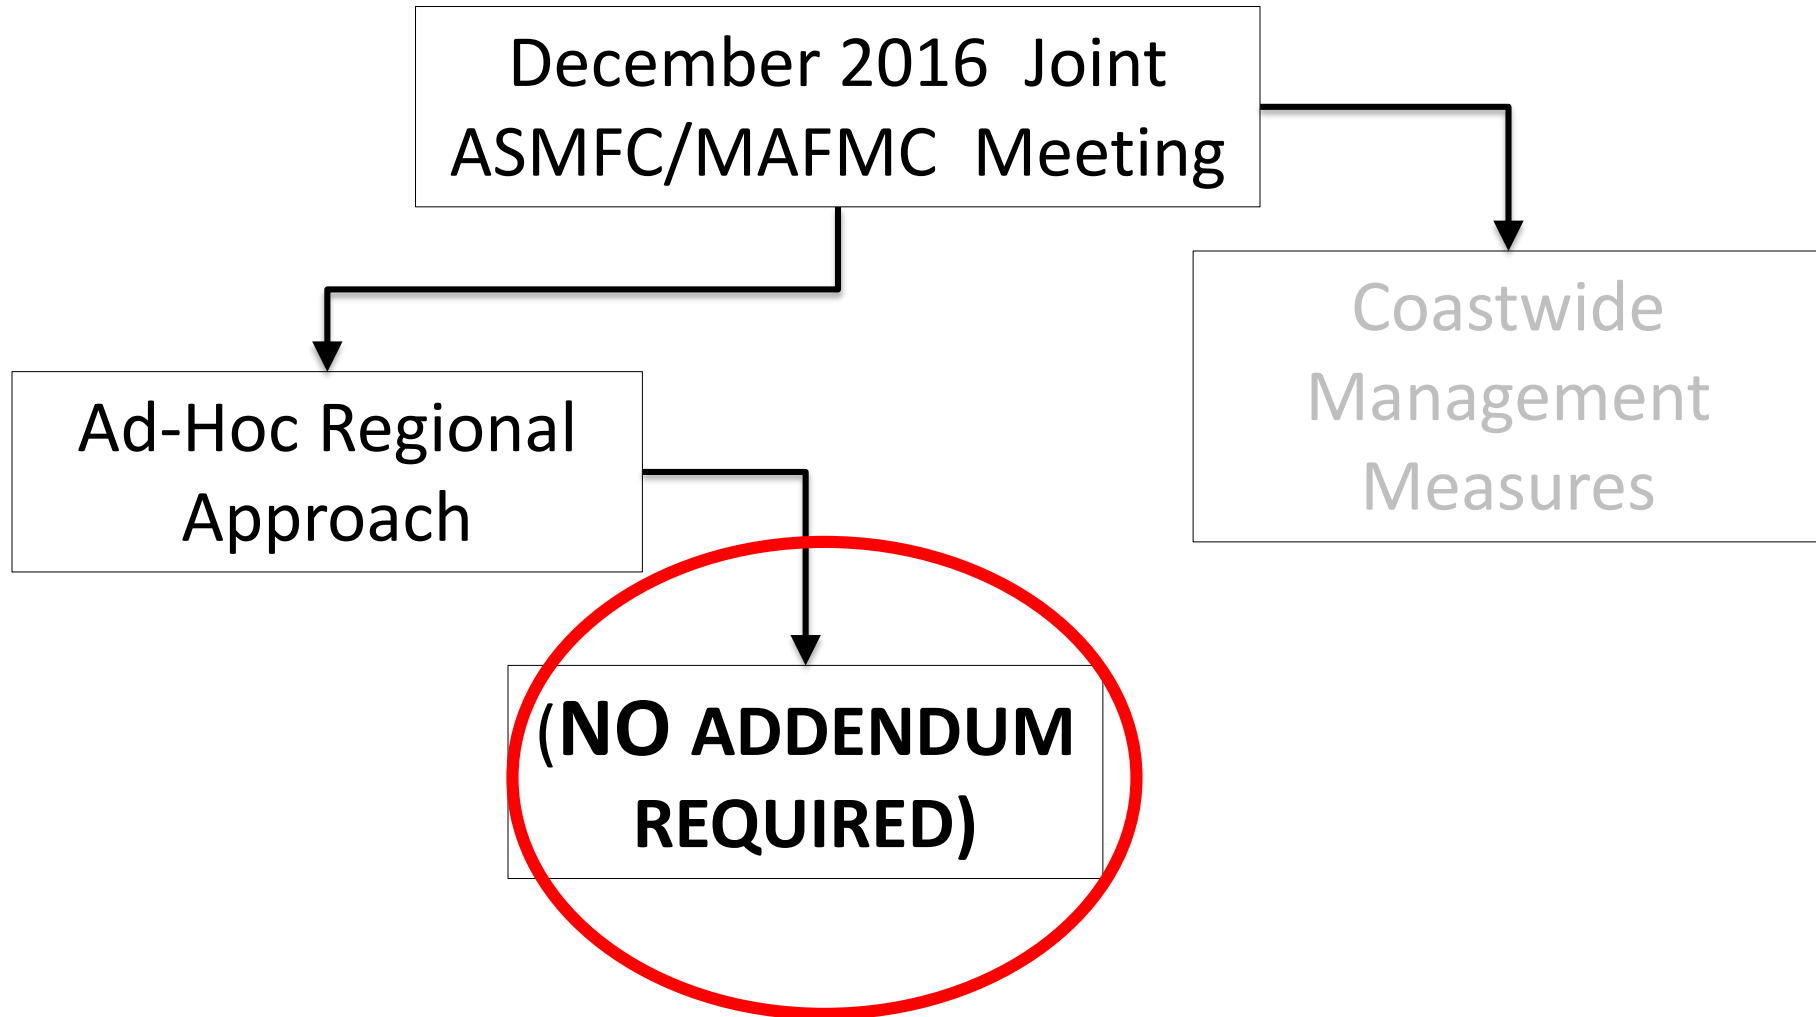 December 2016  Joint
ASMFC/MAFMC  Meeting
Coastwide
Management
Measures
Ad-Hoc Regional
Approach
(NO ADDENDUM
REQUIRED)